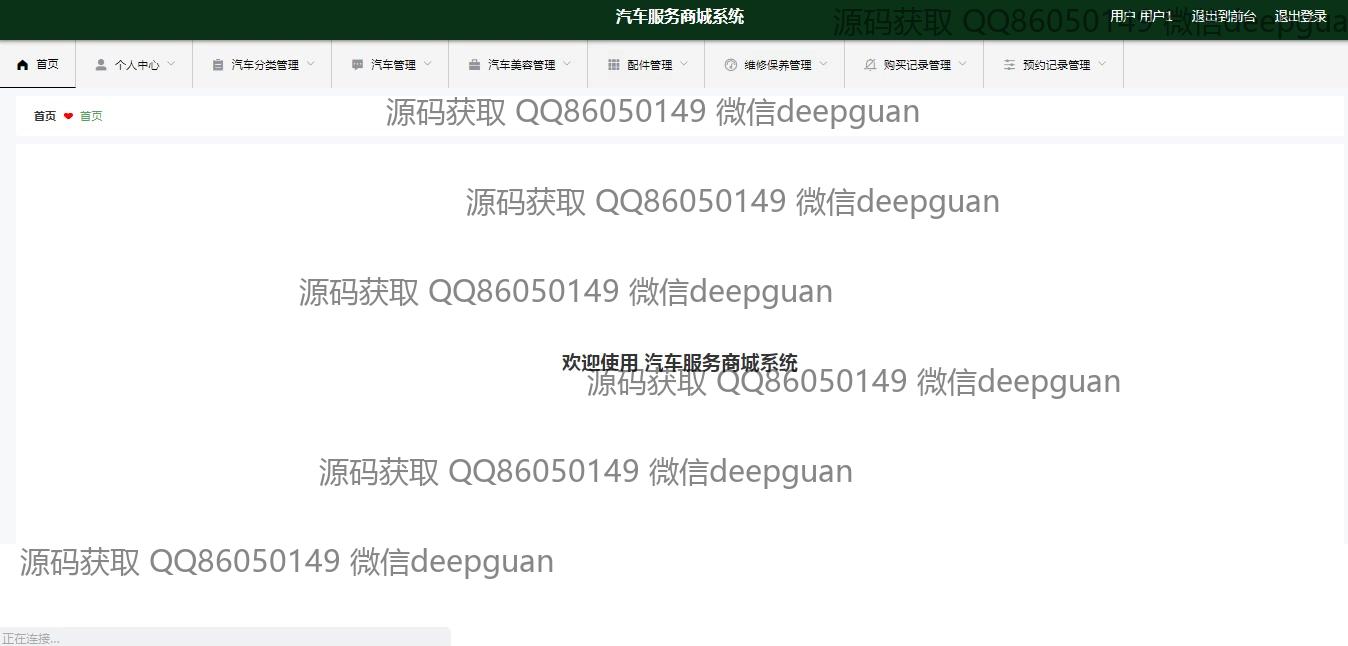 汽车服务商城系统
源码获取 QQ86050149 微信deepguan
用户 用户1 退出到前台 退出登录
首页 个人中心 汽车分类管理 汽车管理 汽车美容管理 配件管理 维修保养管理 购买记录管理 预约记录管理
首页 ❤ 首页
源码获取 QQ86050149 微信deepguan
源码获取 QQ86050149 微信deepguan
源码获取 QQ86050149 微信deepguan
欢迎使用 汽车服务商城系统
源码获取 QQ86050149 微信deepguan
源码获取 QQ86050149 微信deepguan
源码获取 QQ86050149 微信deepguan
正在连接...